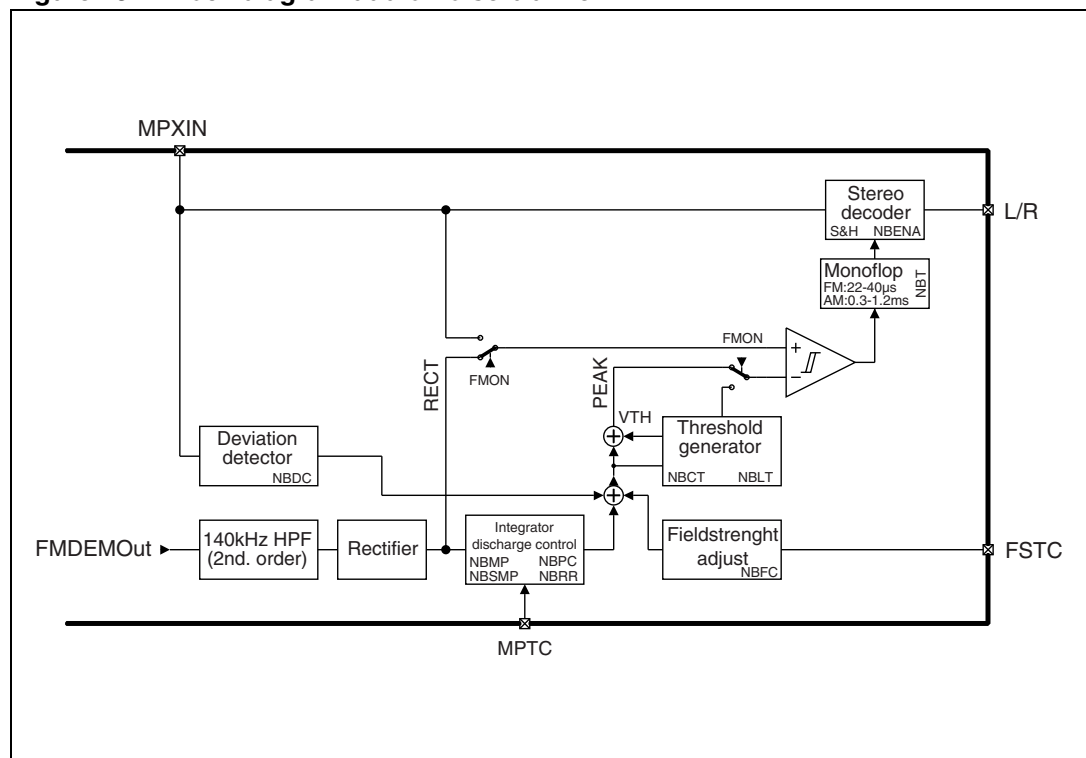 MPXIN
Stereo
decoder
S&H NBENA
L/R
Monoflop
FM:22-40µs
AM:0.3-1.2ms
NBT
FMON
FMON
RECT
PEAK
VTH
Threshold
generator
NBCT NBLT
Deviation
detector
NBDC
FMDEMOut
140kHz HPF
(2nd. order)
Rectifier
Integrator
discharge control
NBMP NBPC
NBSMP NBRR
Fieldstrenght
adjust
NBFC
FSTC
MPTC